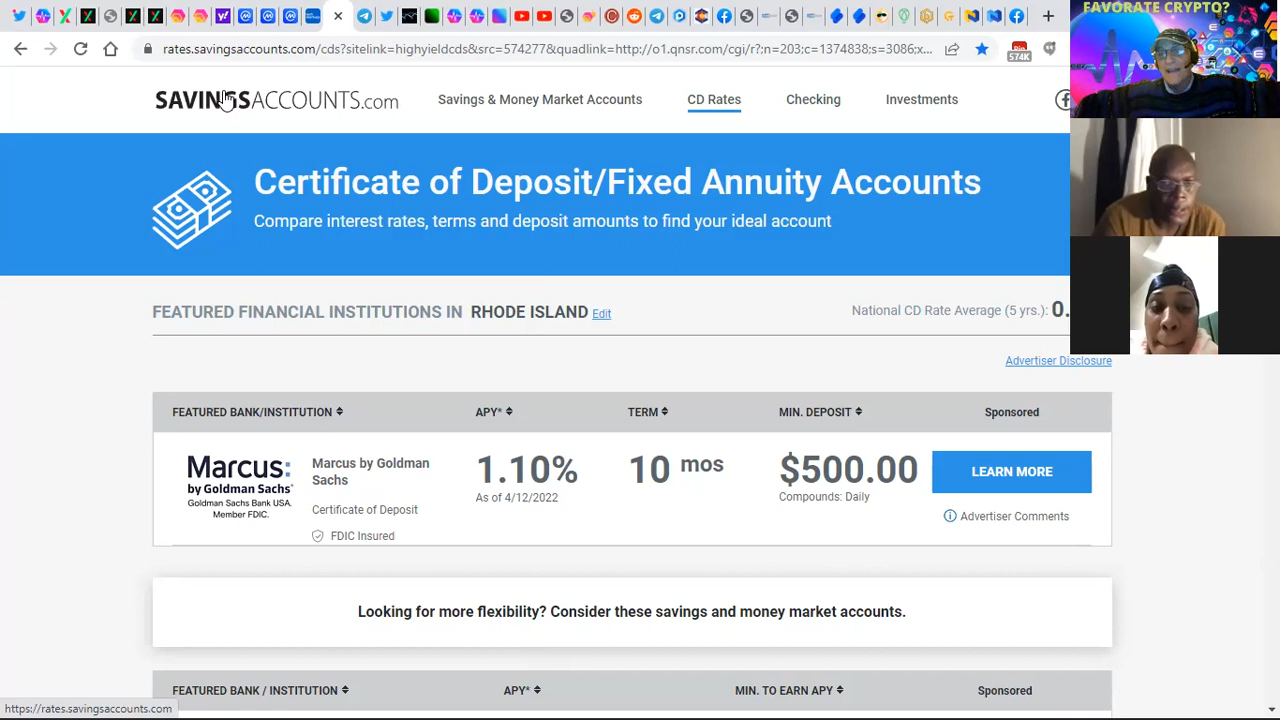 FAVORATE CRYPTO?
rates.savingsaccounts.com/cds?sitelink=highyieldcds&src=574277&quadlink=http://o1.qnsr.com/cgi/r?;n=203;c=1374838;s=3086;x...
574K
SAVINGSACCOUNTS.com
Savings & Money Market Accounts
CD Rates
Checking
Investments
Certificate of Deposit/Fixed Annuity Accounts
Compare interest rates, terms and deposit amounts to find your ideal account
FEATURED FINANCIAL INSTITUTIONS IN RHODE ISLAND Edit
National CD Rate Average (5 yrs.): 0.
Advertiser Disclosure
FEATURED BANK/INSTITUTION APY* TERM MIN. DEPOSIT Sponsored
Marcus:
by Goldman Sachs®
Goldman Sachs Bank USA.
Member FDIC.
Marcus by Goldman
Sachs
Certificate of Deposit
FDIC Insured
1.10%
As of 4/12/2022
10 mos
$500.00
Compounds: Daily
LEARN MORE
Advertiser Comments
Looking for more flexibility? Consider these savings and money market accounts.
FEATURED BANK / INSTITUTION APY* MIN. TO EARN APY Sponsored
https://rates.savingsaccounts.com